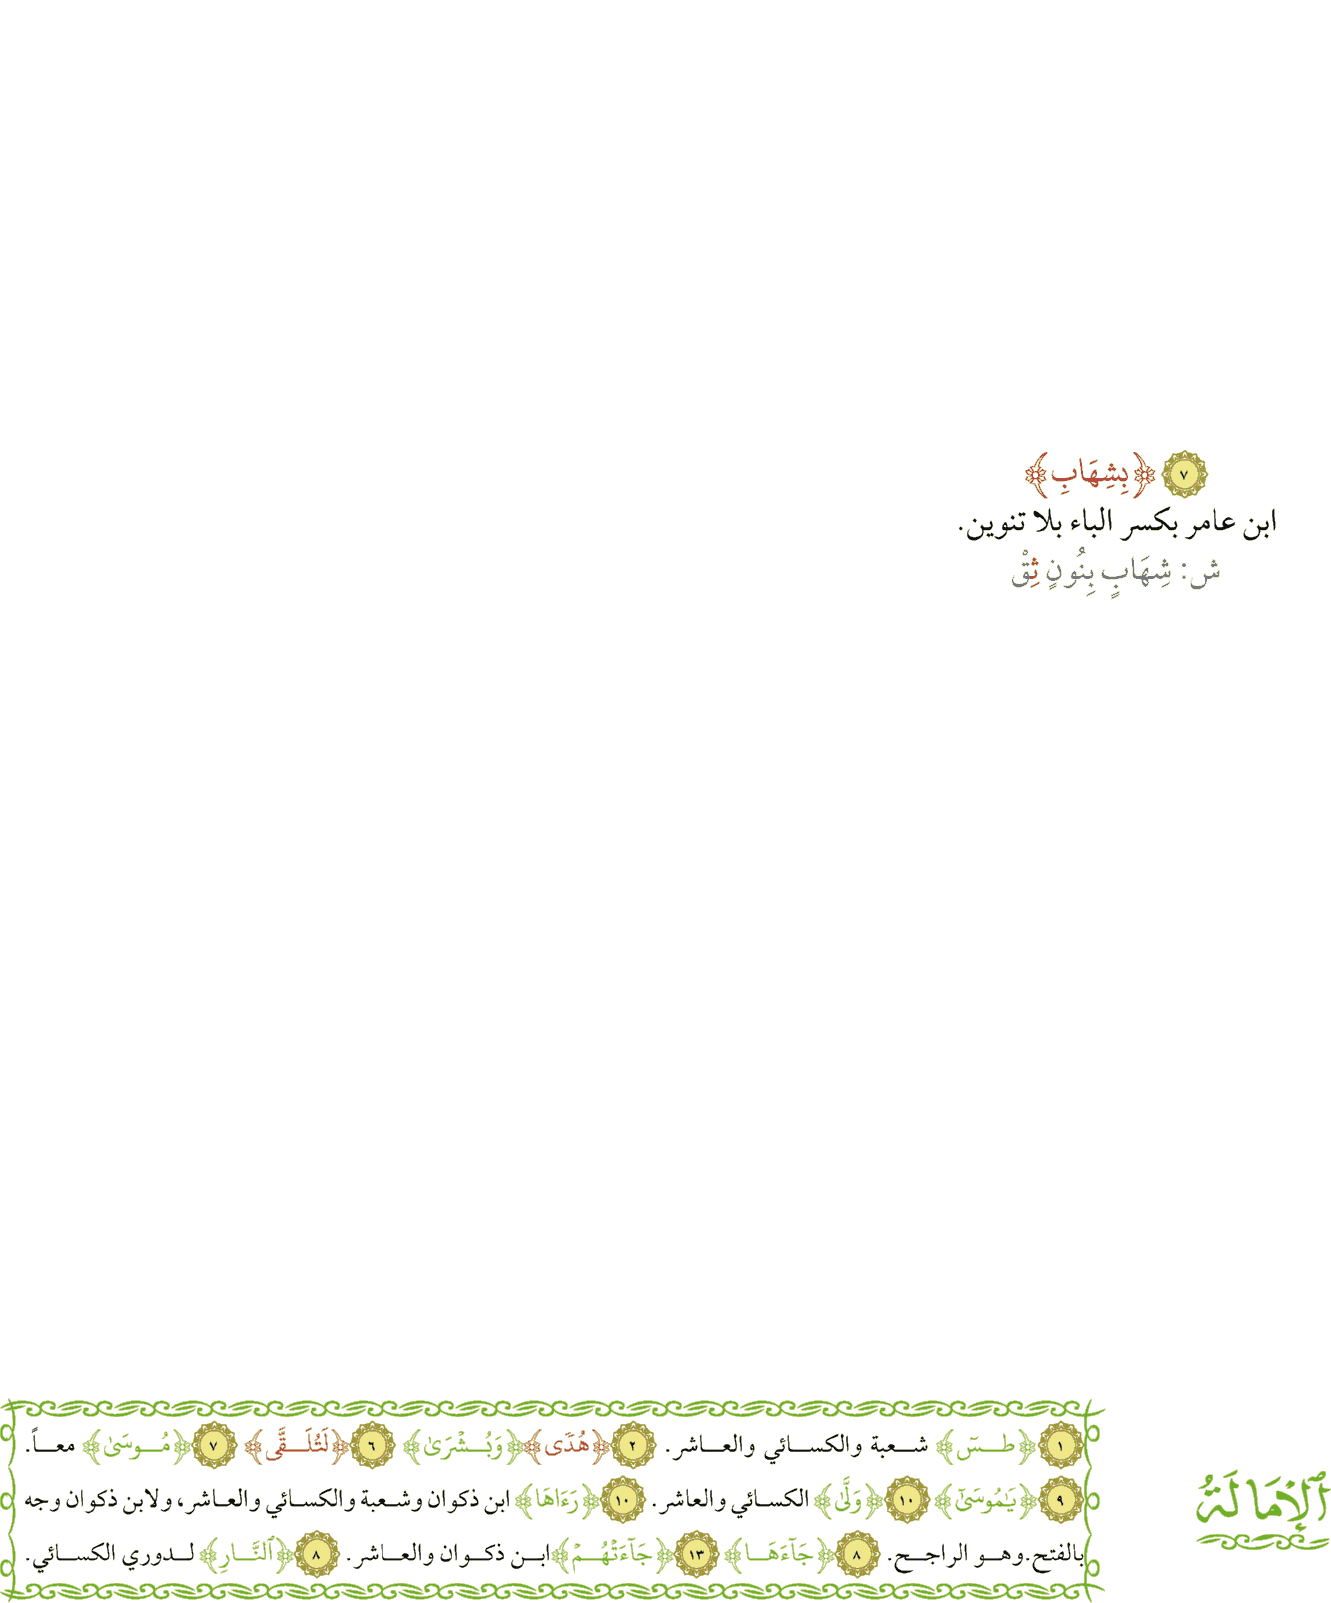 ٧ ﴿بِشِهَابِ﴾
ابن عامر بكسر الباء بلا تنوين.
ش: شِهَابٍ بِنُونٍ ثِقْ
١ ﴿طسٓ﴾ شعبة والكسائي والعاشر. ٢ ﴿هُدٗى﴾ ﴿وَبُشۡرَىٰ﴾ ٦ ﴿لَتُلَقَّى﴾ ٧ ﴿مُوسَىٰ﴾ معاً.
٩ ﴿يَٰمُوسَىٰٓ﴾ ١٠ ﴿وَلَّىٰ﴾ الكسائي والعاشر. ١٠ ﴿رَءَاهَا﴾ ابن ذكوان وشعبة والكسائي والعاشر، ولابن ذكوان وجه
بالفتح.وهو الراجح. ٨ ﴿جَآءَهَا﴾ ١٣ ﴿جَآءَتۡهُمۡ﴾ ابن ذكوان والعاشر. ٨ ﴿ٱلنَّارِ﴾ لدوري الكسائي.
ٱلْإِمَالَةُ